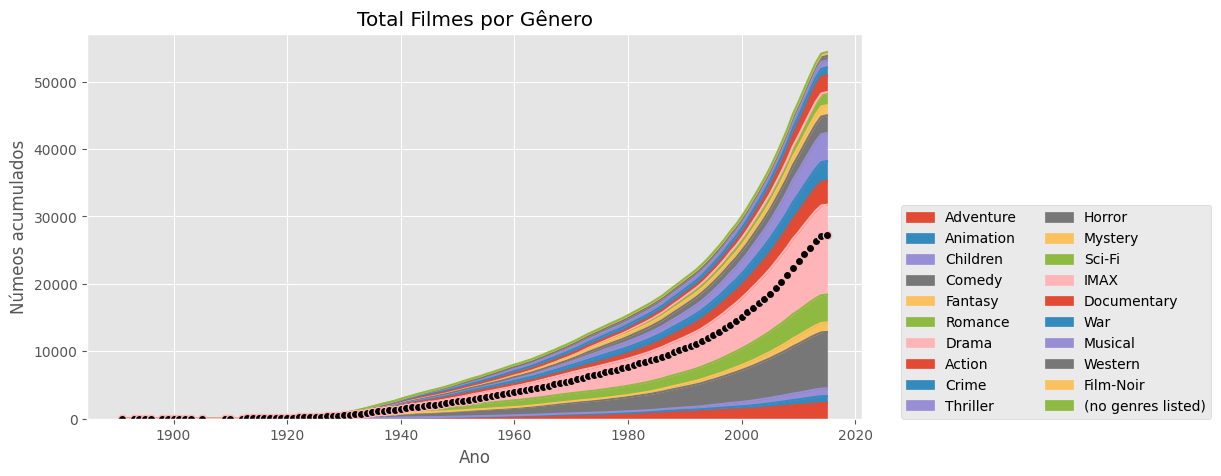 Total Filmes por Gênero
Númeos acumulados
50000
40000
30000
20000
10000
0
1900 1920 1940 1960 1980 2000 2020
Ano
Adventure Horror
Animation Mystery
Children Sci-Fi
Comedy IMAX
Fantasy Documentary
Romance War
Drama Musical
Action Western
Crime Film-Noir
Thriller (no genres listed)